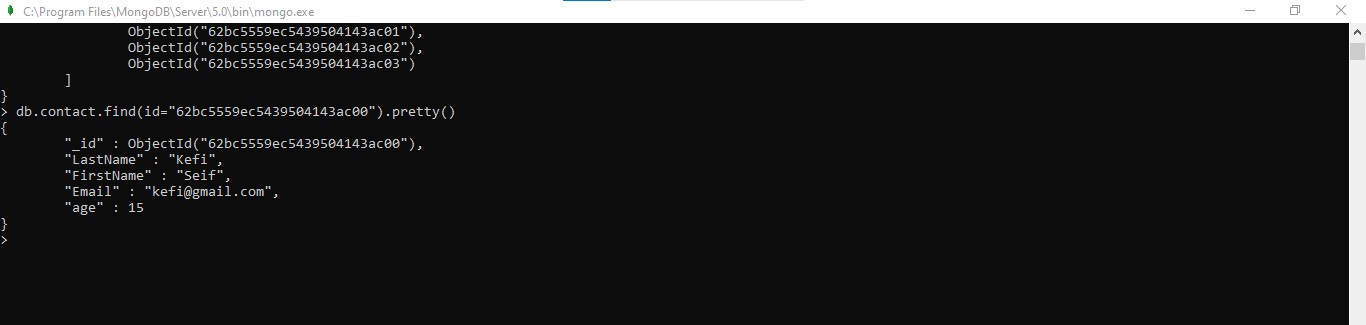 C:\Program Files\MongoDB\Server\5.0\bin\mongo.exe
                ObjectId("62bc5559ec5439504143ac01"),
                ObjectId("62bc5559ec5439504143ac02"),
                ObjectId("62bc5559ec5439504143ac03")
        ]
}
> db.contact.find(id="62bc5559ec5439504143ac00").pretty()
{
        "_id" : ObjectId("62bc5559ec5439504143ac00"),
        "LastName" : "Kefi",
        "FirstName" : "Seif",
        "Email" : "kefi@gmail.com",
        "age" : 15
}
>